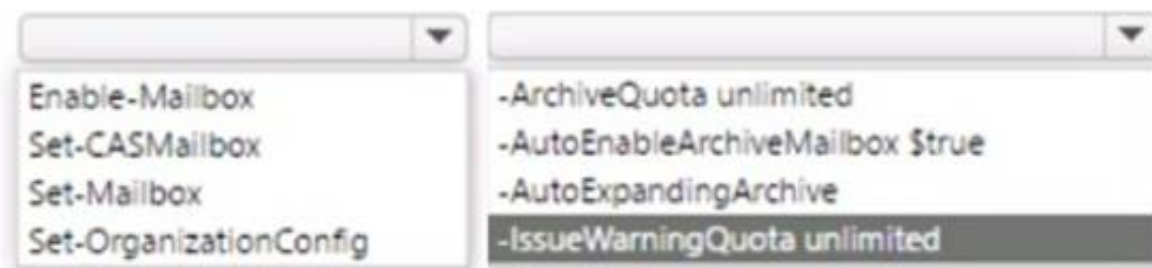 Enable-Mailbox
Set-CASMailbox
Set-Mailbox
Set-OrganizationConfig
-ArchiveQuota unlimited
-AutoEnableArchiveMailbox $true
-AutoExpandingArchive
-IssueWarningQuota unlimited